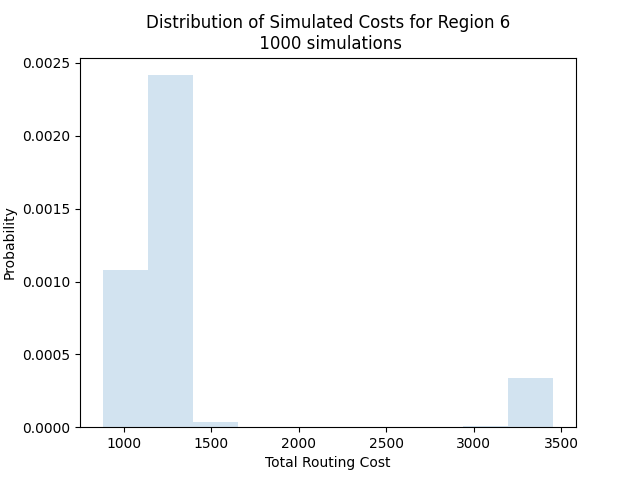 Distribution of Simulated Costs for Region 6
1000 simulations
0.0025
0.0020
0.0015
0.0010
0.0005
0.0000
Probability
1000 1500 2000 2500 3000 3500
Total Routing Cost